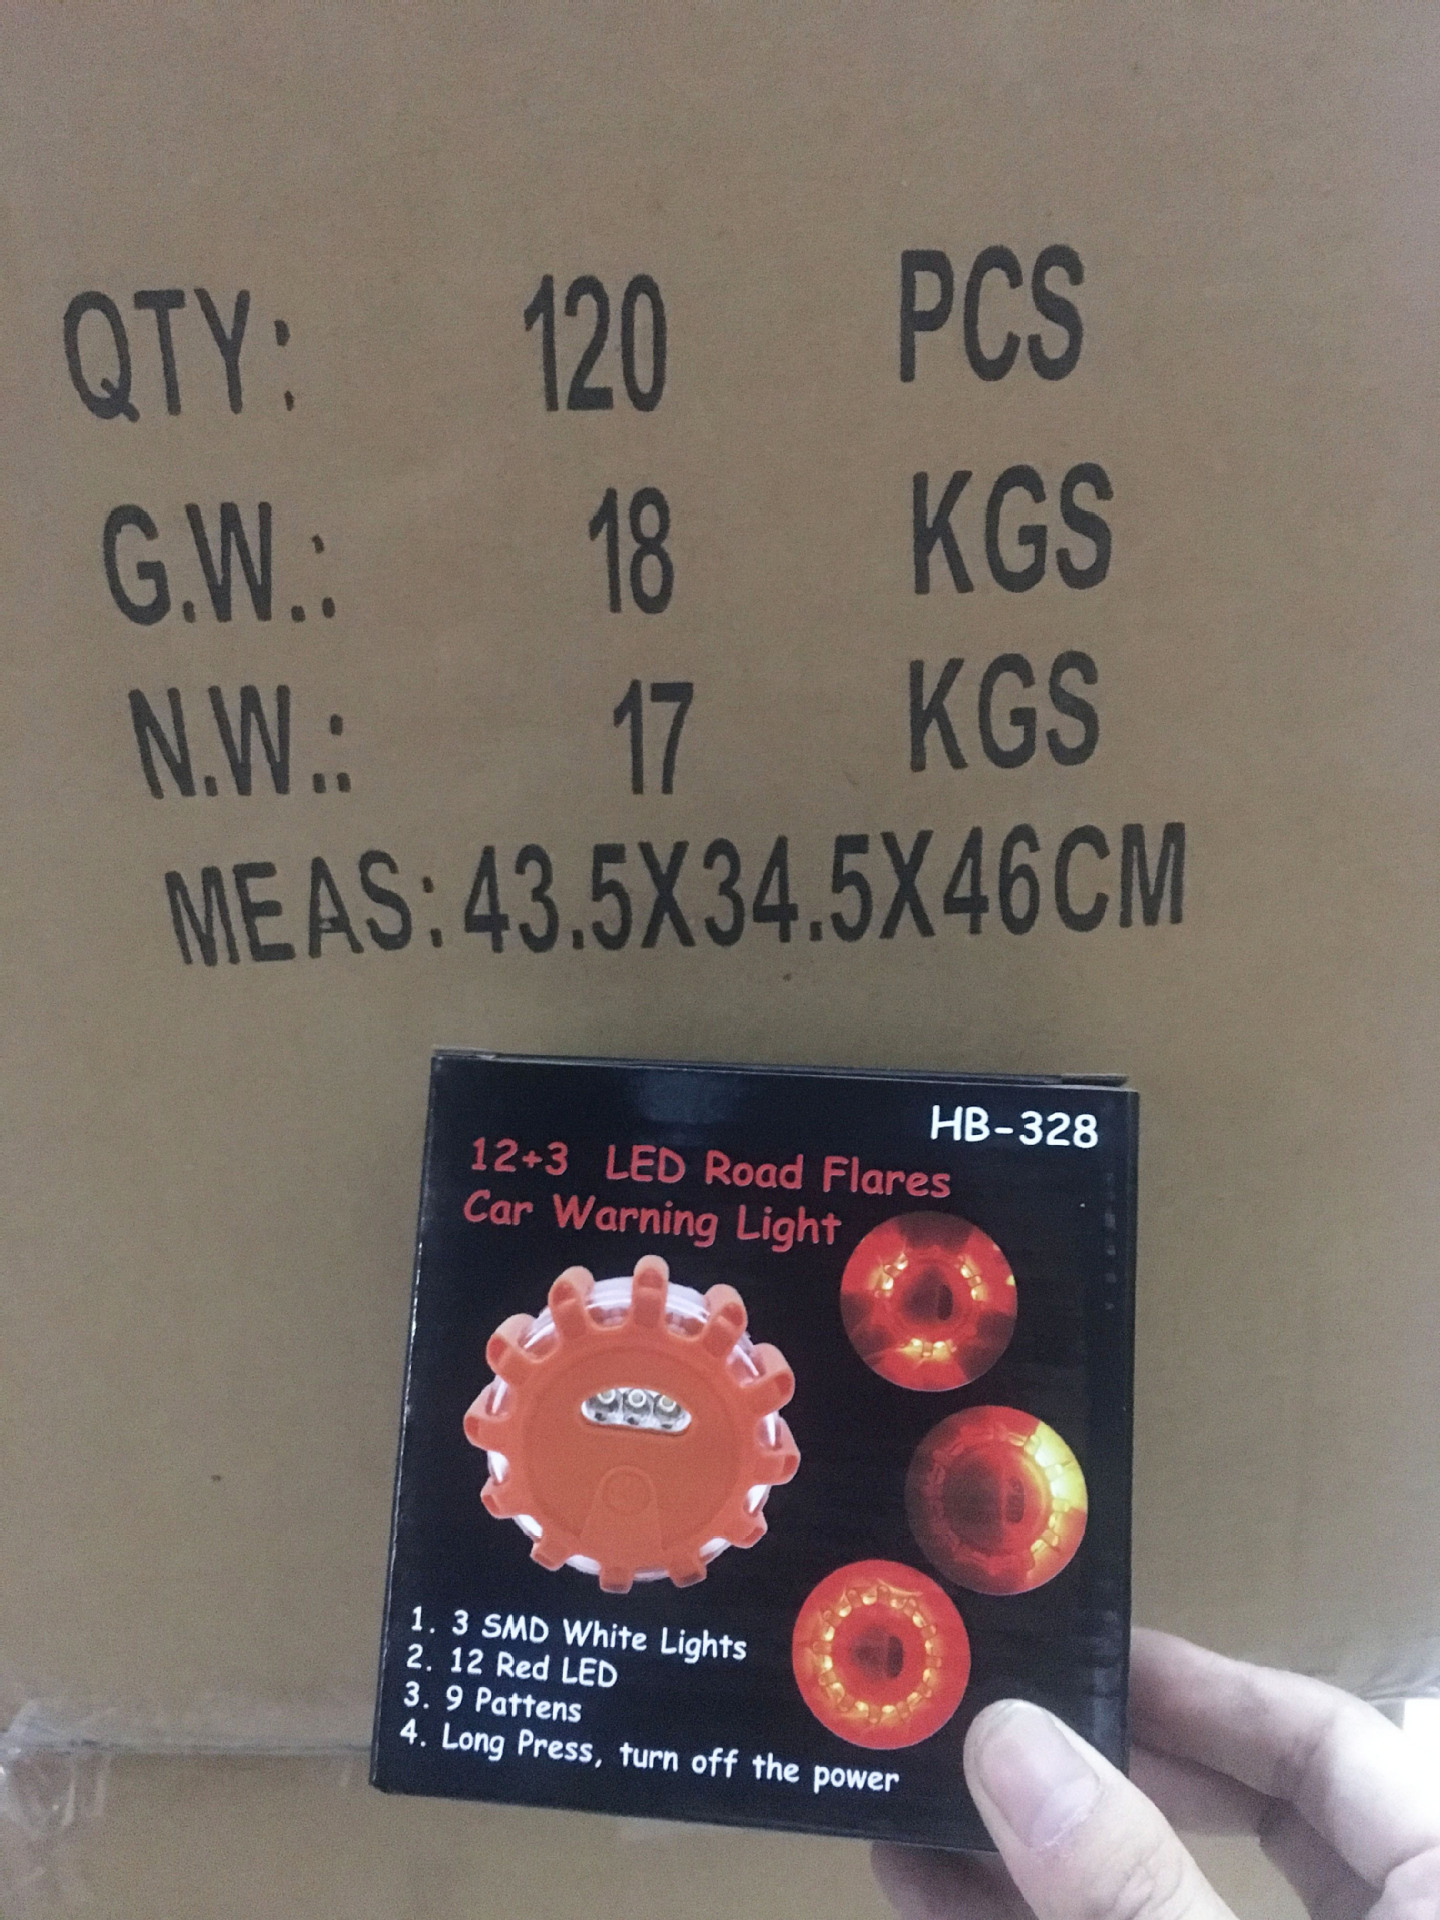 QTY: 120 PCS
G.W.: 18 KGS
N.W.: 17 KGS
MEAS: 43.5X34.5X46CM
HB-328
12+3 LED Road Flares
Car Warning Light
1. 3 SMD White Lights
2. 12 Red LED
3. 9 Pattens
4. Long Press, turn off the power